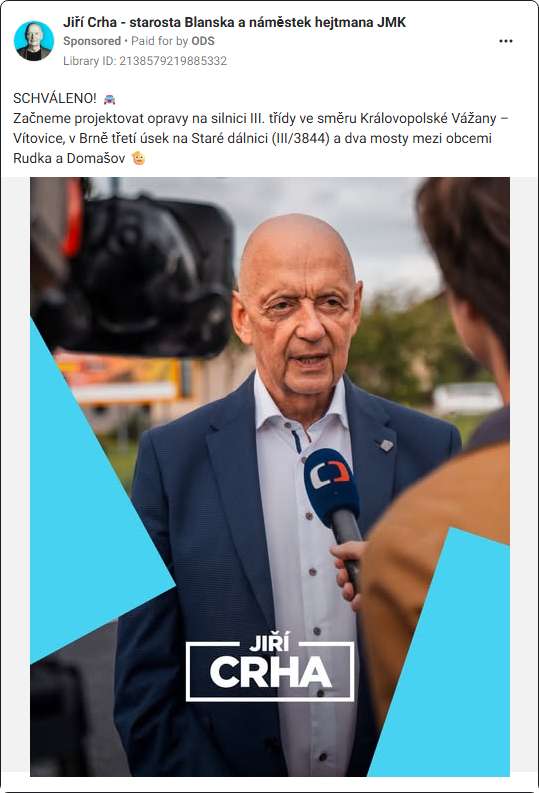 Jiří Crha - starosta Blanska a náměstek hejtmana JMK
Sponsored • Paid for by ODS
Library ID: 2138579219885332
SCHVÁLENO! 🚘
Začneme projektovat opravy na silnici III. třídy ve směru Královopolské Vážany –
Vítovice, v Brně třetí úsek na Staré dálnici (III/3844) a dva mosty mezi obcemi
Rudka a Domašov 🫡
JIŘÍ
CRHA